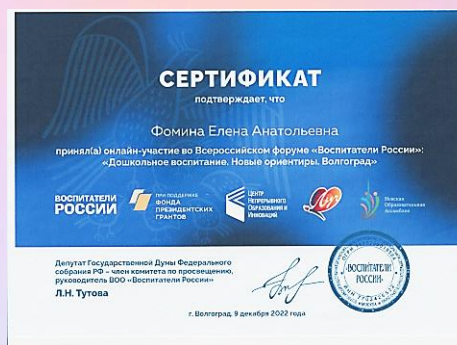 СЕРТИФИКАТ
подтверждает, что
Фомина Елена Анатольевна
принял(а) онлайн-участие во Всероссийском форуме «Воспитатели России»:
«Дошкольное воспитание. Новые ориентиры. Волгоград»
ВОСПИТАТЕЛИ
РОССИИ
ПРИ ПОДДЕРЖКЕ
ФОНДА
ПРЕЗИДЕНТСКИХ
ГРАНТОВ
Центр
Непрерывного
Образования и
Инноваций
Образовательная
Депутат Государственной Думы Федерального
собрания РФ – член комитета по просвещению,
руководитель ВОО «Воспитатели России»
Л.Н. Тутова
«ВОСПИТАТЕЛИ
РОССИИ»
г. Волгоград, 9 декабря 2022 года